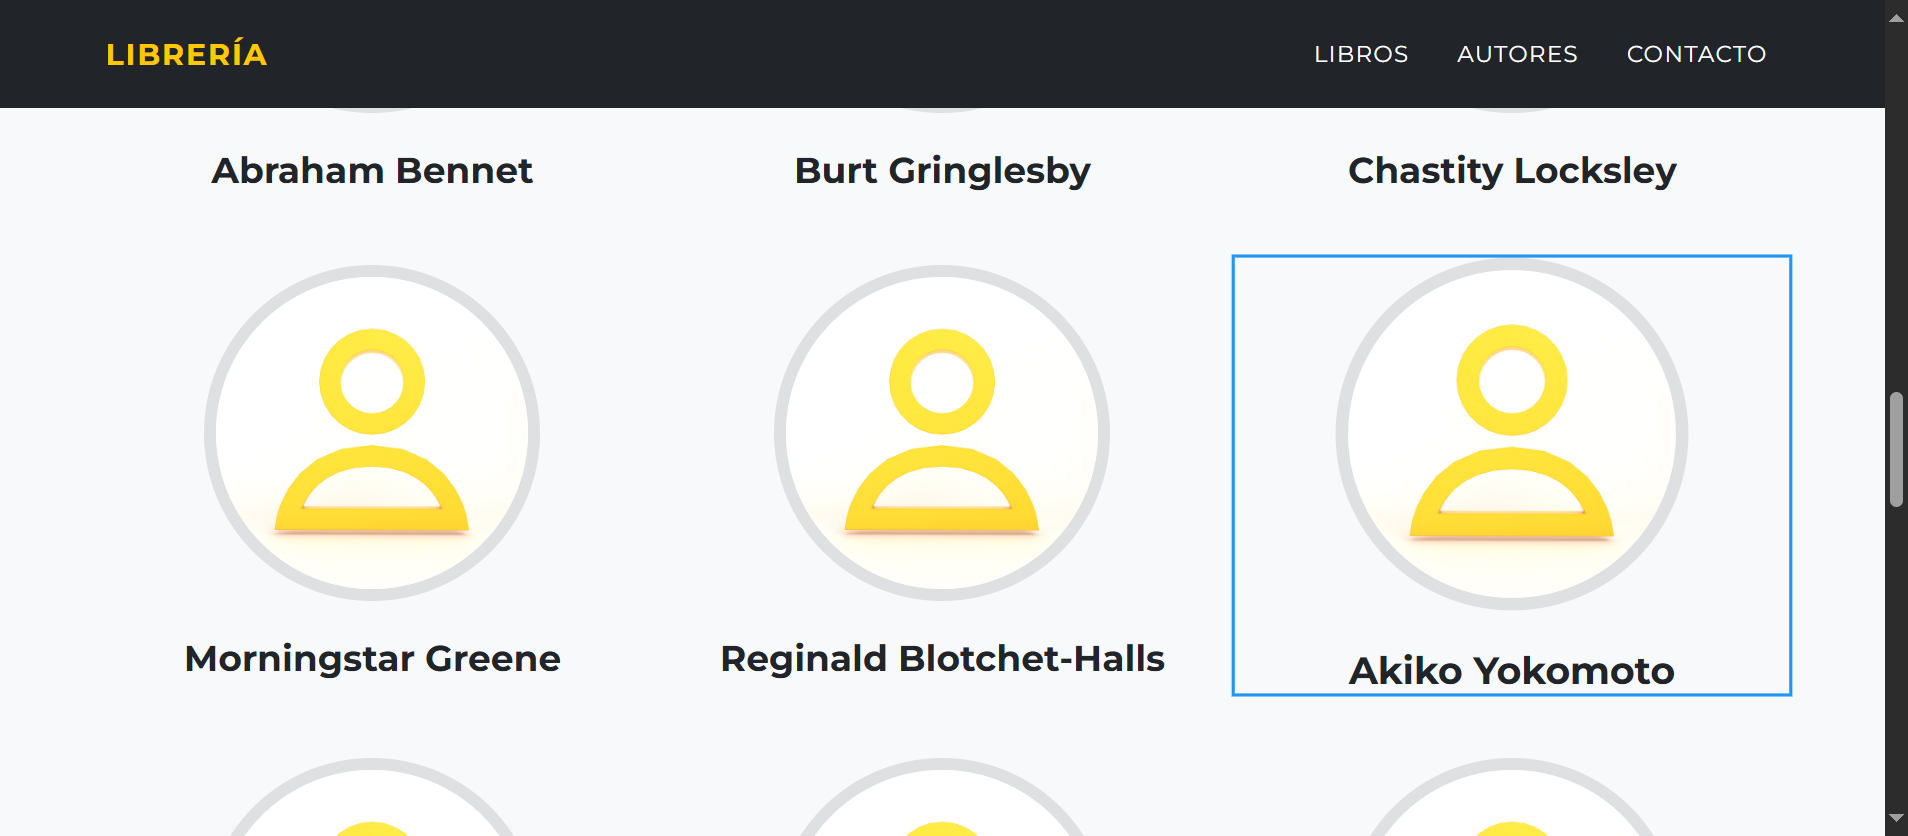 LIBRERÍA
LIBROS AUTORES CONTACTO
Abraham Bennet
Burt Gringlesby
Chastity Locksley
Morningstar Greene
Reginald Blotchet-Halls
Akiko Yokomoto